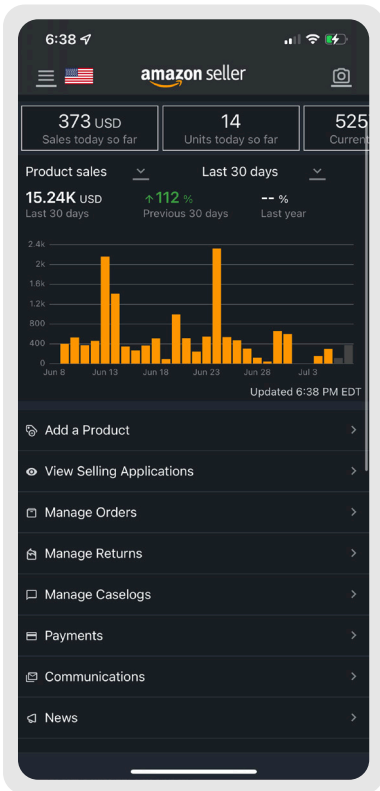 6:38
amazon seller
373 USD
Sales today so far
14
Units today so far
525
Current
Product sales
Last 30 days
15.24K USD
Last 30 days
↑112 %
Previous 30 days
-- %
Last year
2.4k
2k
1.6k
1.2k
800
400
0
Jun 8 Jun 13 Jun 18 Jun 23 Jun 28 Jul 3
Updated 6:38 PM EDT
Add a Product
View Selling Applications
Manage Orders
Manage Returns
Manage Caselogs
Payments
Communications
News